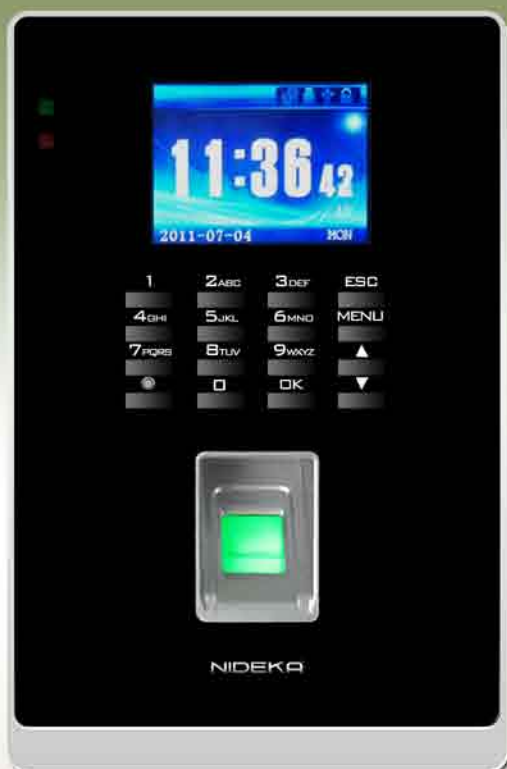 11:36 42
2011-07-04 MON
1 2ABC 3DEF ESC
4GHI 5JKL 6MNO MENU
7PQRS 8TUV 9WXYZ ▲
0 OK ▼
NIDEKA